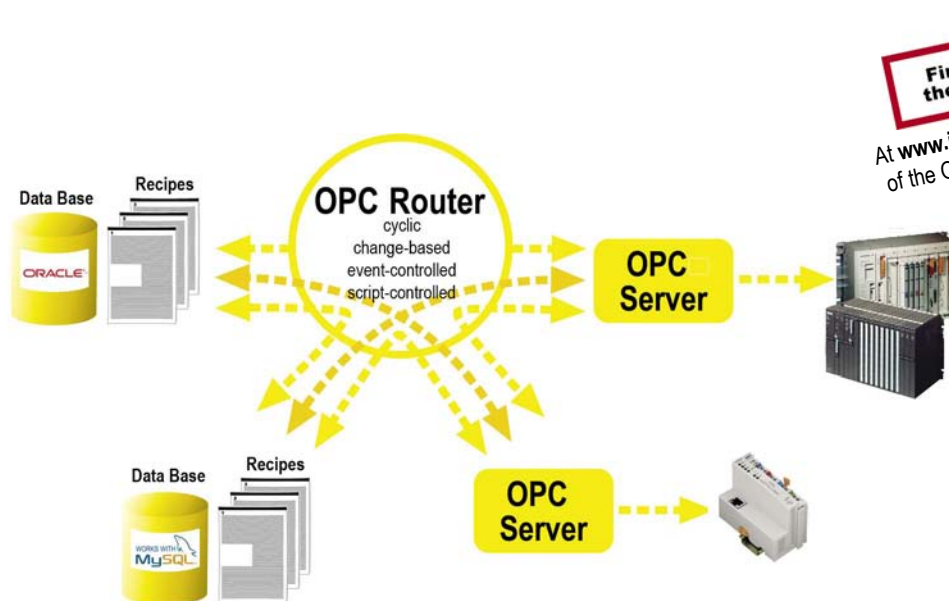 Data Base
Recipes
ORACLE
OPC Router
cyclic
change-based
event-controlled
script-controlled
OPC
Server
At www.
of the
Data Base
Recipes
WORKS WITH
MySQL
OPC
Server